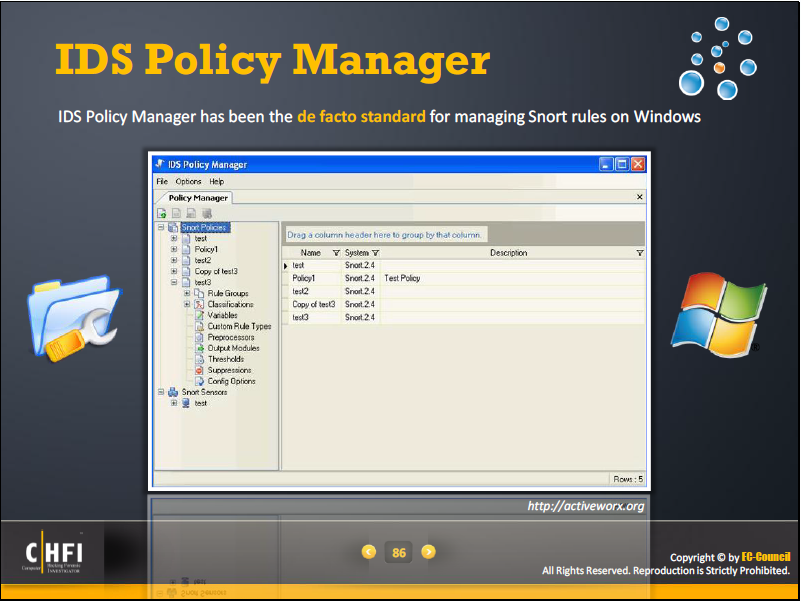 IDS Policy Manager
IDS Policy Manager has been the de facto standard for managing Snort rules on Windows
IDS Policy Manager
File Options Help
Policy Manager
Snort Policies
test
Policy1
test2
Copy of test3
test3
Rule Groups
Classifications
Variables
Custom Rule Types
Preprocessors
Output Modules
Thresholds
Suppressions
Config Options
Snort Sensors
test
Drag a column header here to group by that column.
Name System Description
test Snort.2.4
Policy1 Snort.2.4 Test Policy
test2 Snort.2.4
Copy of test3 Snort.2.4
test3 Snort.2.4
Rows : 5
http://activeworx.org
CHFI
Computer Hacking Forensic
INVESTIGATOR
86
Copyright © by EC-Council
All Rights Reserved. Reproduction is Strictly Prohibited.